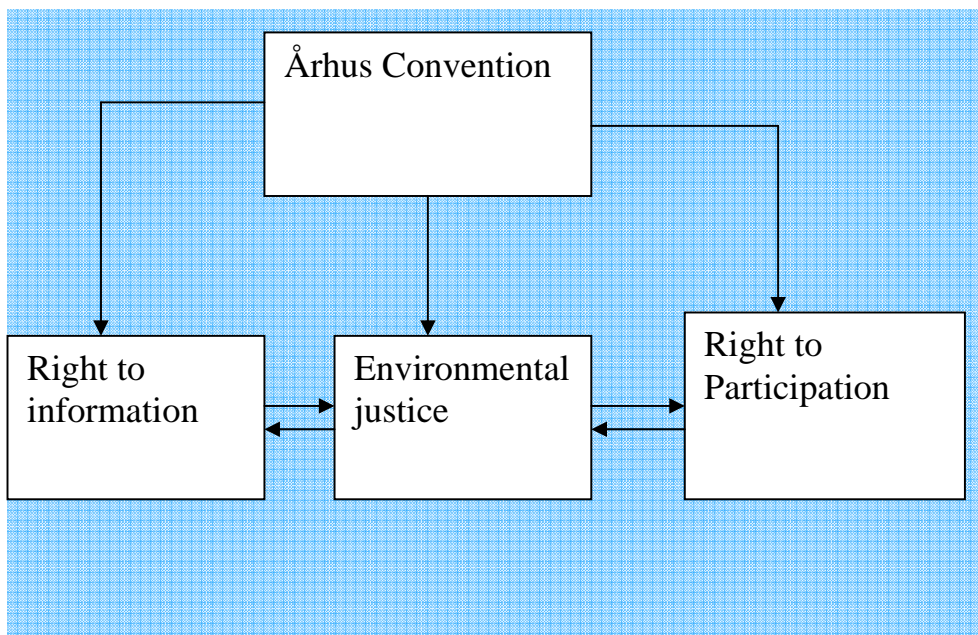 Århus Convention
Right to
information
Environmental
justice
Right to
Participation